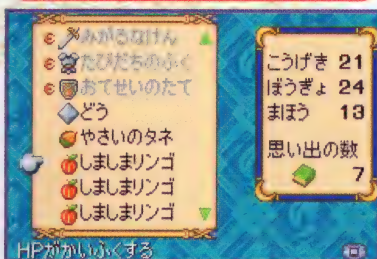 みがるなけん
たびだちのふく
おてせいのたて
どう
やさいのタネ
しましまリンゴ
しましまリンゴ
しましまリンゴ
HPがかいふくする
こうげき 21
ぼうぎょ 24
まほう 13
思い出の数
7